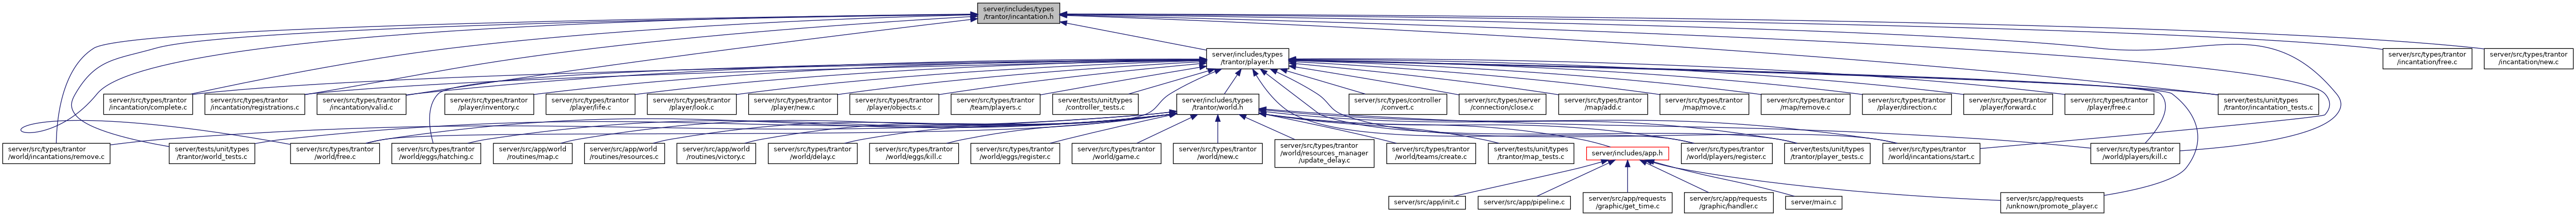 server/includes/types
/trantor/incantation.h
server/includes/types
/trantor/player.h
server/src/types/trantor
/incantation/free.c
server/src/types/trantor
/incantation/new.c
server/src/types/trantor
/incantation/complete.c
server/src/types/trantor
/incantation/registrations.c
server/src/types/trantor
/incantation/valid.c
server/src/types/trantor
/player/inventory.c
server/src/types/trantor
/player/life.c
server/src/types/trantor
/player/look.c
server/src/types/trantor
/player/new.c
server/src/types/trantor
/player/objects.c
server/src/types/trantor
/team/players.c
server/tests/unit/types
/controller_tests.c
server/includes/types
/trantor/world.h
server/src/types/controller
/convert.c
server/src/types/server
/connection/close.c
server/src/types/trantor
/map/add.c
server/src/types/trantor
/map/move.c
server/src/types/trantor
/map/remove.c
server/src/types/trantor
/player/direction.c
server/src/types/trantor
/player/forward.c
server/src/types/trantor
/player/free.c
server/tests/unit/types
/trantor/incantation_tests.c
server/src/types/trantor
/world/incantations/remove.c
server/tests/unit/types
/trantor/world_tests.c
server/src/types/trantor
/world/free.c
server/src/types/trantor
/world/eggs/hatching.c
server/src/app/world
/routines/map.c
server/src/app/world
/routines/resources.c
server/src/app/world
/routines/victory.c
server/src/types/trantor
/world/delay.c
server/src/types/trantor
/world/eggs/kill.c
server/src/types/trantor
/world/eggs/register.c
server/src/types/trantor
/world/game.c
server/src/types/trantor
/world/new.c
server/src/types/trantor
/world/resources_manager
/update_delay.c
server/src/types/trantor
/world/teams/create.c
server/tests/unit/types
/trantor/map_tests.c
server/includes/app.h
server/src/types/trantor
/world/players/register.c
server/tests/unit/types
/trantor/player_tests.c
server/src/types/trantor
/world/incantations/start.c
server/src/types/trantor
/world/players/kill.c
server/src/app/init.c
server/src/app/pipeline.c
server/src/app/requests
/graphic/get_time.c
server/src/app/requests
/graphic/handler.c
server/main.c
server/src/app/requests
/unknown/promote_player.c